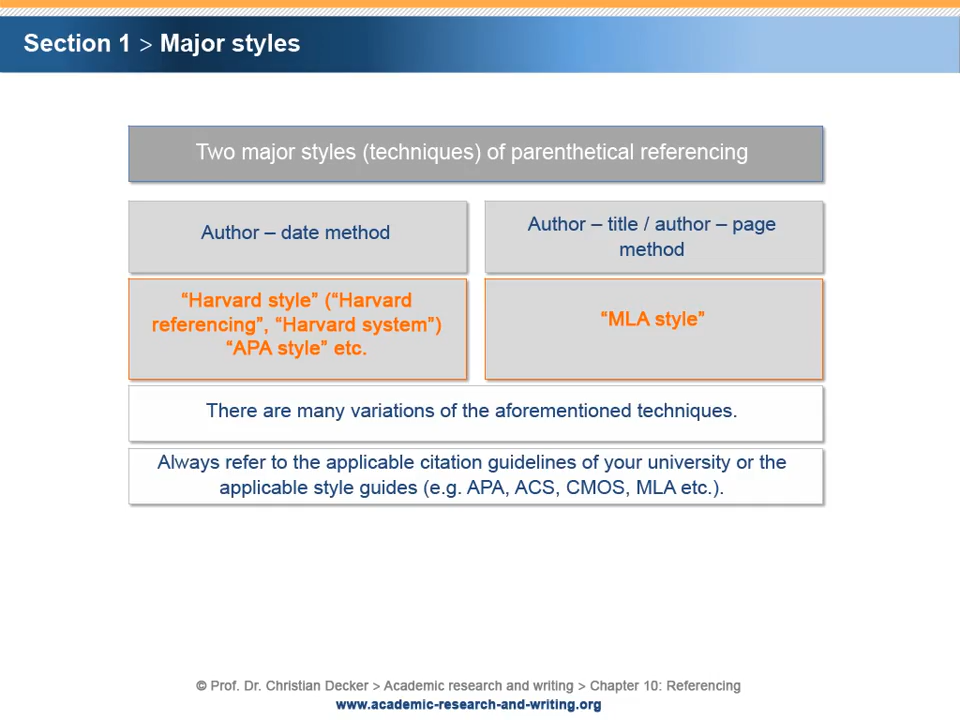 Section 1 > Major styles
Two major styles (techniques) of parenthetical referencing
Author – date method
Author – title / author – page
method
“Harvard style” (“Harvard
referencing”, “Harvard system”)
“APA style” etc.
“MLA style”
There are many variations of the aforementioned techniques.
Always refer to the applicable citation guidelines of your university or the
applicable style guides (e.g. APA, ACS, CMOS, MLA etc.).
© Prof. Dr. Christian Decker > Academic research and writing > Chapter 10: Referencing
www.academic-research-and-writing.org